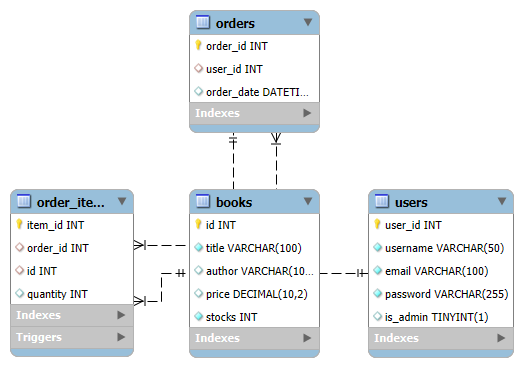 orders
order_id INT
user_id INT
order_date DATETI...
Indexes
order_ite...
item_id INT
order_id INT
id INT
quantity INT
Indexes
Triggers
books
id INT
title VARCHAR(100)
author VARCHAR(10...
price DECIMAL(10,2)
stocks INT
Indexes
users
user_id INT
username VARCHAR(50)
email VARCHAR(100)
password VARCHAR(255)
is_admin TINYINT(1)
Indexes